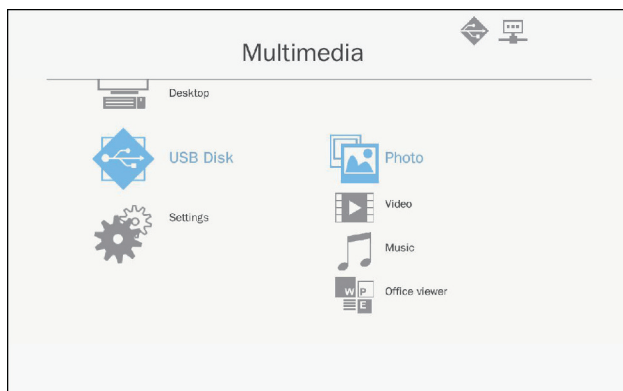 Multimedia
Desktop
USB Disk
Photo
Settings
Video
Music
W P
E
Office viewer